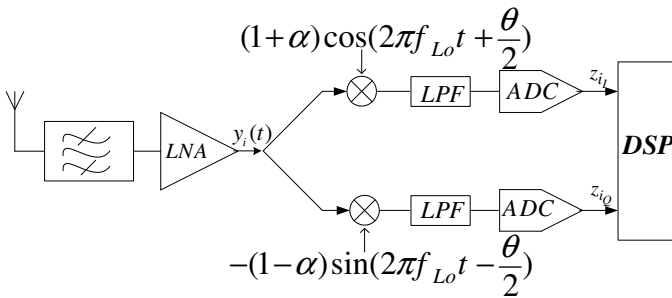 (1+α)cos(2πf_{Lo}t+θ/2)
LPF
ADC
z_{i_I}
LNA
y_i(t)
DSP
LPF
ADC
z_{i_Q}
-(1-α)sin(2πf_{Lo}t-θ/2)